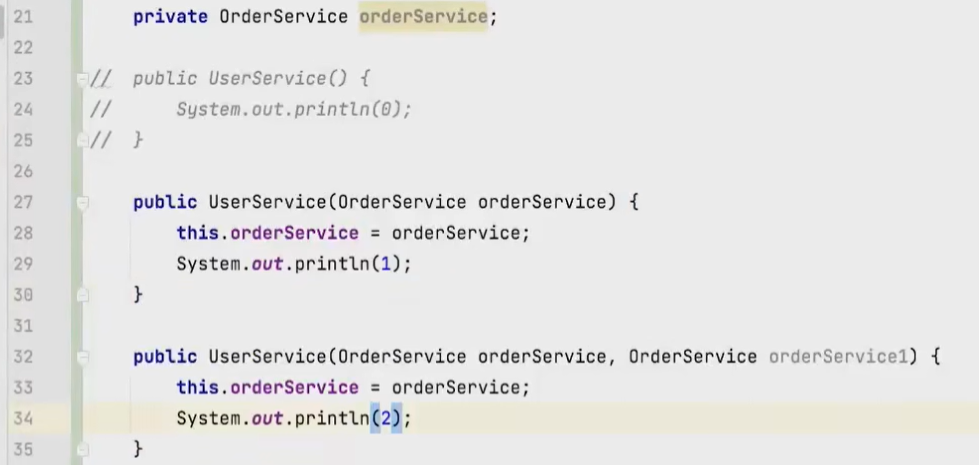 21 private OrderService orderService;
22
23 // public UserService() {
24 // System.out.println(0);
25 // }
26
27 public UserService(OrderService orderService) {
28 this.orderService = orderService;
29 System.out.println(1);
30 }
31
32 public UserService(OrderService orderService, OrderService orderService1) {
33 this.orderService = orderService;
34 System.out.println(2);
35 }